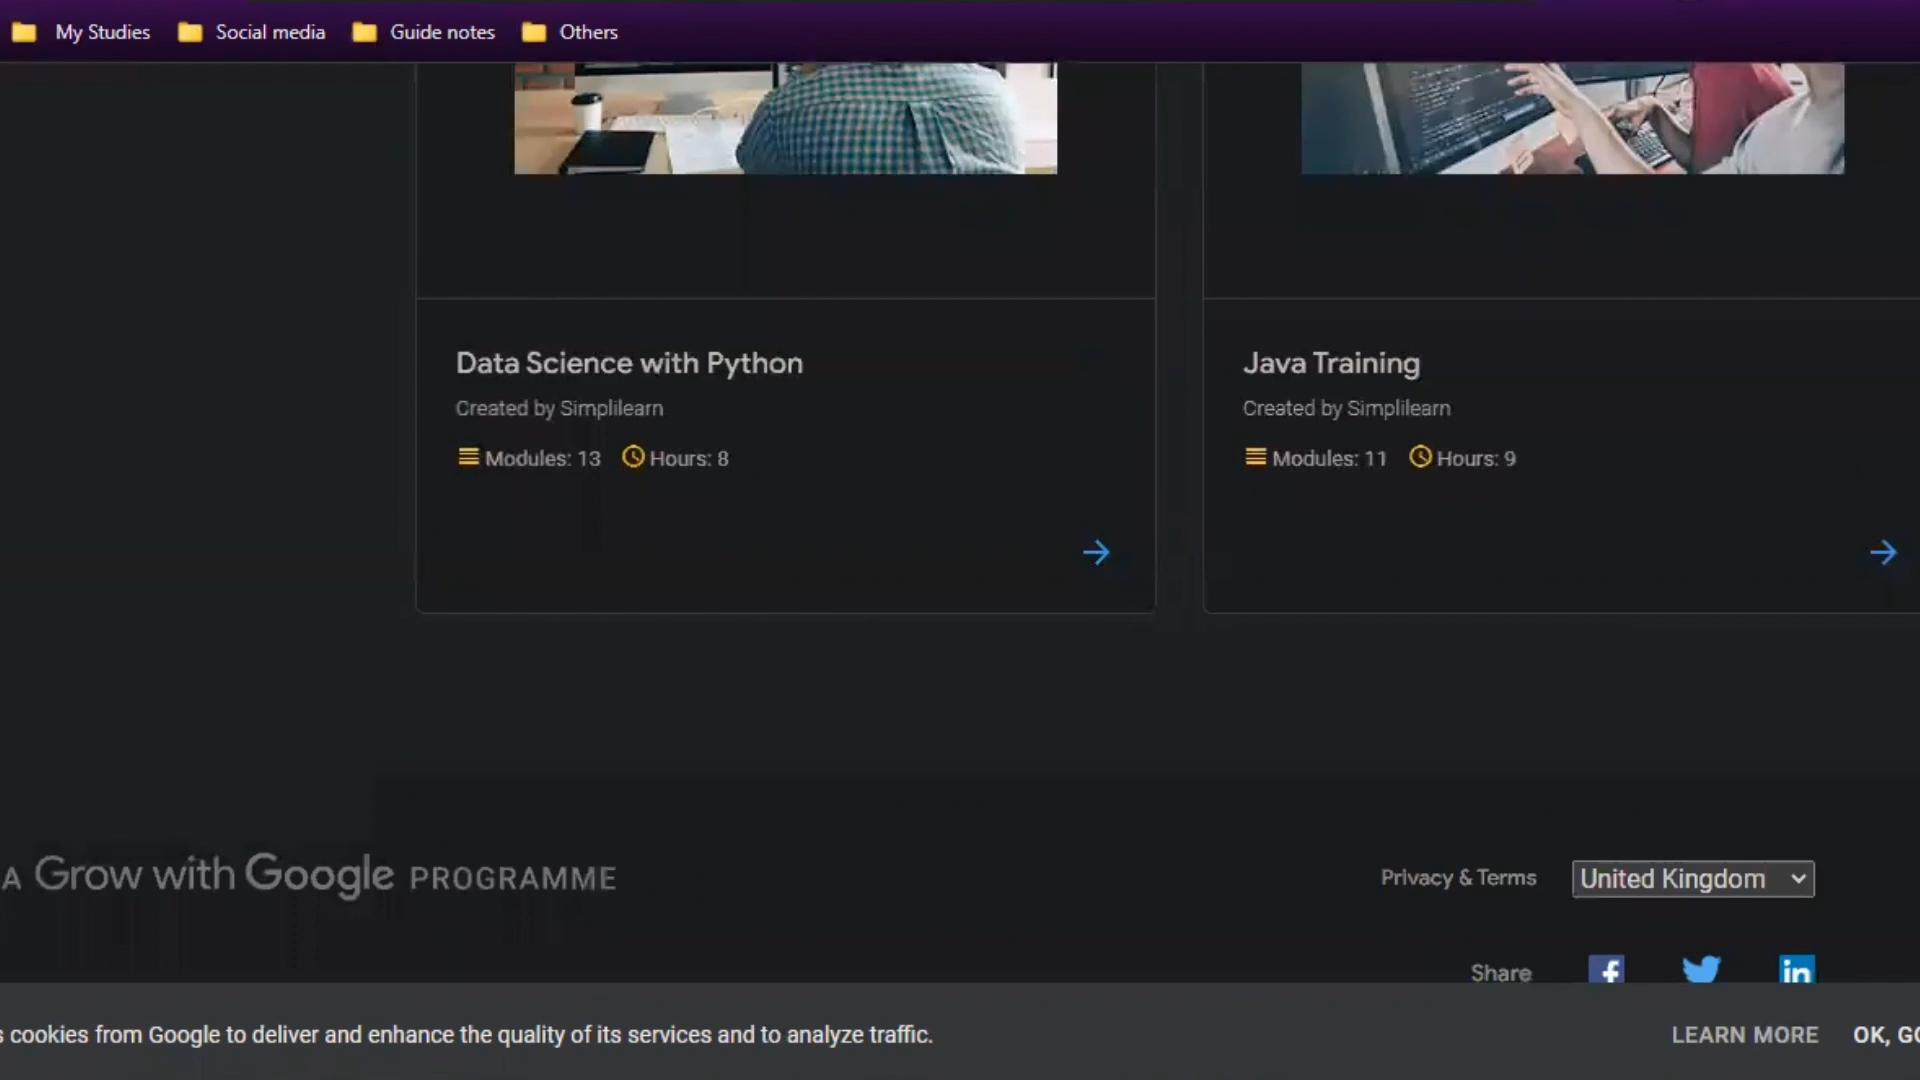 My Studies Social media Guide notes Others
Data Science with Python
Created by Simplilearn
Modules: 13 Hours: 8
Java Training
Created by Simplilearn
Modules: 11 Hours: 9
A Grow with Google PROGRAMME
Privacy & Terms United Kingdom
Share
s cookies from Google to deliver and enhance the quality of its services and to analyze traffic.
LEARN MORE OK, GO